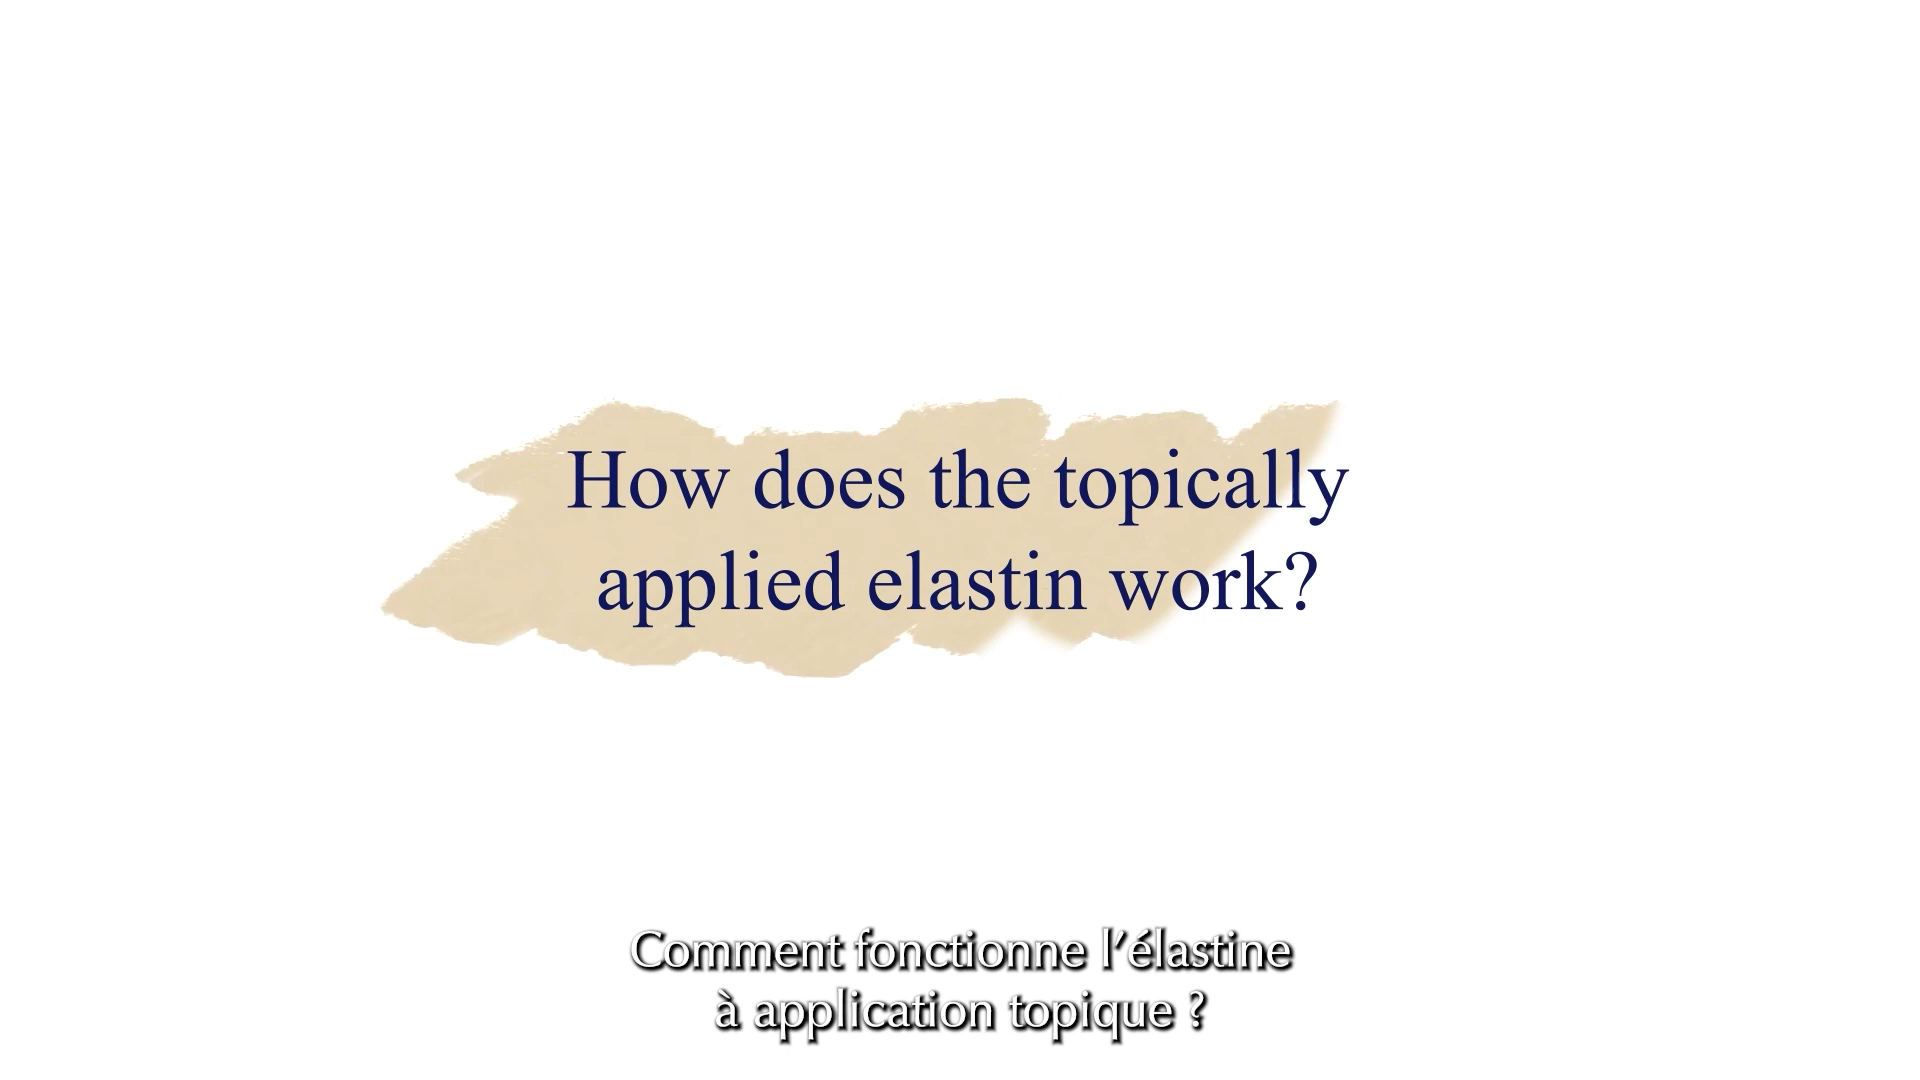 How does the topically
applied elastin work?
Comment fonctionne l’élastine
à application topique ?